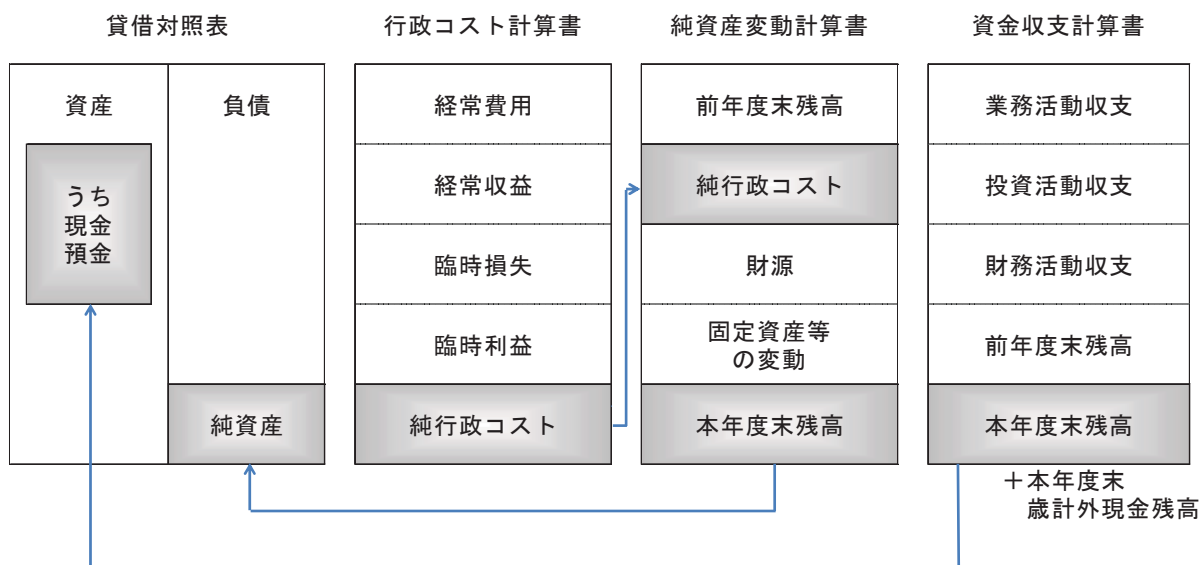 貸借対照表
行政コスト計算書
純資産変動計算書
資金収支計算書
資産
負債
うち
現金
預金
純資産
経常費用
経常収益
臨時損失
臨時利益
純行政コスト
前年度末残高
純行政コスト
財源
固定資産等
の変動
本年度末残高
業務活動収支
投資活動収支
財務活動収支
前年度末残高
本年度末残高
＋本年度末
歳計外現金残高